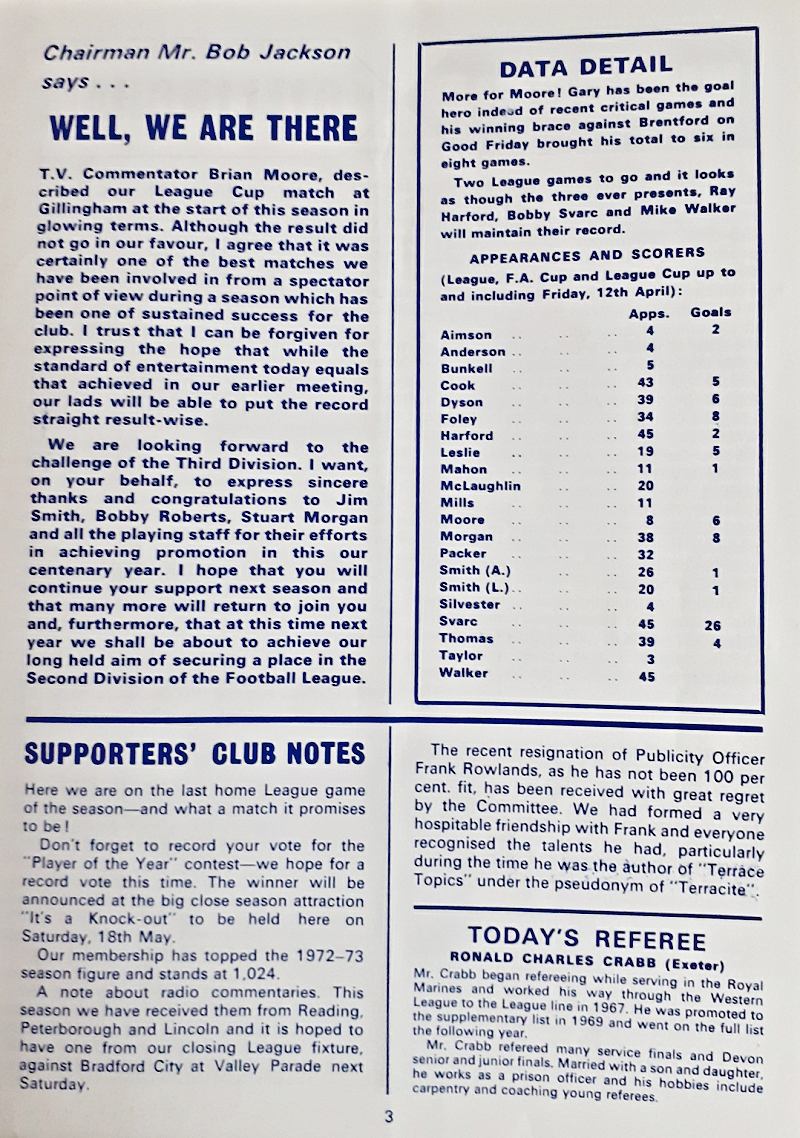 Chairman Mr. Bob Jackson
says . . .
WELL, WE ARE THERE
T.V. Commentator Brian Moore, des-
cribed our League Cup match at
Gillingham at the start of this season in
glowing terms. Although the result did
not go in our favour, I agree that it was
certainly one of the best matches we
have been involved in from a spectator
point of view during a season which has
been one of sustained success for the
club. I trust that I can be forgiven for
expressing the hope that while the
standard of entertainment today equals
that achieved in our earlier meeting,
our lads will be able to put the record
straight result-wise.
We are looking forward to the
challenge of the Third Division. I want,
on your behalf, to express sincere
thanks and congratulations to Jim
Smith, Bobby Roberts, Stuart Morgan
and all the playing staff for their efforts
in achieving promotion in this our
centenary year. I hope that you will
continue your support next season and
that many more will return to join you
and, furthermore, that at this time next
year we shall be about to achieve our
long held aim of securing a place in the
Second Division of the Football League.
DATA DETAIL
More for Moore! Gary has been the goal
hero indeed of recent critical games and
his winning brace against Brentford on
Good Friday brought his total to six in
eight games.
Two League games to go and it looks
as though the three ever presents, Ray
Harford, Bobby Svarc and Mike Walker
will maintain their record.
APPEARANCES AND SCORERS
(League, F.A. Cup and League Cup up to
and including Friday, 12th April):
Apps. Goals
Aimson .. .. .. 4 2
Anderson .. .. .. 4
Bunkell .. .. .. 5
Cook .. .. .. 43 5
Dyson .. .. .. 39 6
Foley .. .. .. 34 8
Harford .. .. .. 45 2
Leslie .. .. .. 19 5
Mahon .. .. .. 11 1
McLaughlin .. .. 20
Mills .. .. .. 11
Moore .. .. .. 8 6
Morgan .. .. .. 38 8
Packer .. .. .. 32
Smith (A.) .. .. 26 1
Smith (L.) .. .. .. 20 1
Silvester .. .. .. 4
Svarc .. .. .. 45 26
Thomas .. .. .. 39 4
Taylor .. .. .. 3
Walker .. .. .. 45
SUPPORTERS' CLUB NOTES
Here we are on the last home League game
of the season—and what a match it promises
to be!
Don't forget to record your vote for the
"Player of the Year" contest—we hope for a
record vote this time. The winner will be
announced at the big close season attraction
"It's a Knock-out" to be held here on
Saturday, 18th May.
Our membership has topped the 1972–73
season figure and stands at 1,024.
A note about radio commentaries. This
season we have received them from Reading,
Peterborough and Lincoln and it is hoped to
have one from our closing League fixture,
against Bradford City at Valley Parade next
Saturday.
The recent resignation of Publicity Officer
Frank Rowlands, as he has not been 100 per
cent. fit, has been received with great regret
by the Committee. We had formed a very
hospitable friendship with Frank and everyone
recognised the talents he had, particularly
during the time he was the author of "Terrace
Topics" under the pseudonym of "Terracite".
TODAY'S REFEREE
RONALD CHARLES CRABB (Exeter)
Mr. Crabb began refereeing while serving in the Royal
Marines and worked his way through the Western
League to the League line in 1967. He was promoted to
the supplementary list in 1969 and went on the full list
the following year.
Mr. Crabb refereed many service finals and Devon
senior and junior finals. Married with a son and daughter,
he works as a prison officer and his hobbies include
carpentry and coaching young referees.
3